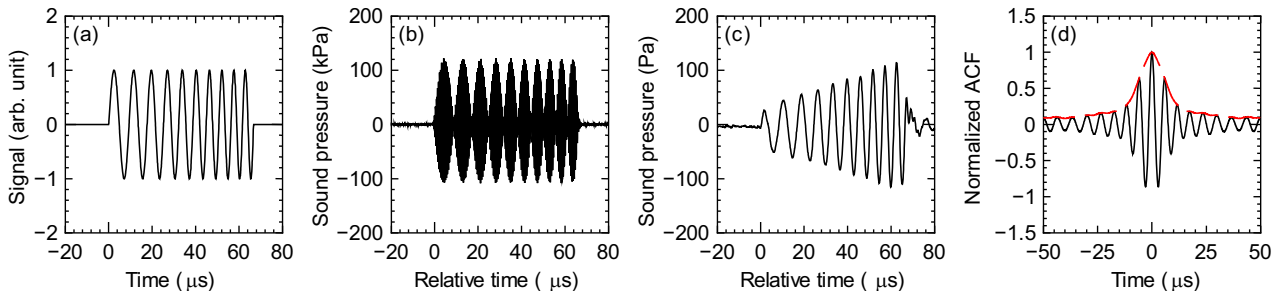 (a)
Signal (arb. unit)
2
1
0
−1
−2
−20 0 20 40 60 80
Time ( μs)
(b)
Sound pressure (kPa)
200
100
0
−100
−200
−20 0 20 40 60 80
Relative time ( μs)
(c)
Sound pressure (Pa)
200
100
0
−100
−200
−20 0 20 40 60 80
Relative time ( μs)
(d)
Normalized ACF
1.5
1
0.5
0
−0.5
−1
−1.5
−50 −25 0 25 50
Time ( μs)